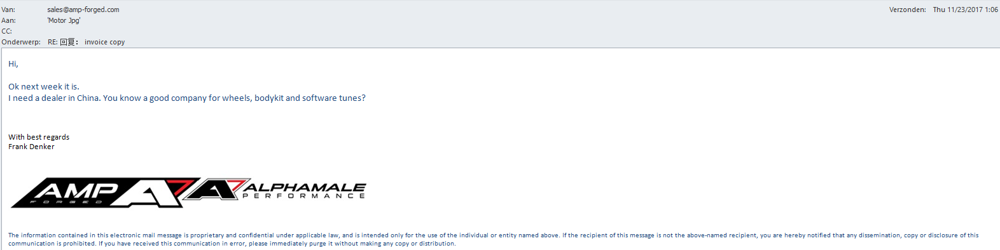 Van: sales@amp-forged.com Verzonden: Thu 11/23/2017 1:06
Aan: 'Motor Jpg'
CC:
Onderwerp: RE: 回复： invoice copy
Hi,
Ok next week it is.
I need a dealer in China. You know a good company for wheels, bodykit and software tunes?
With best regards
Frank Denker
AMP FORGED
ALPHAMALE
PERFORMANCE
The information contained in this electronic mail message is proprietary and confidential under applicable law, and is intended only for the use of the individual or entity named above. If the recipient of this message is not the above-named recipient, you are hereby notified that any dissemination, copy or disclosure of this
communication is prohibited. If you have received this communication in error, please immediately purge it without making any copy or distribution.